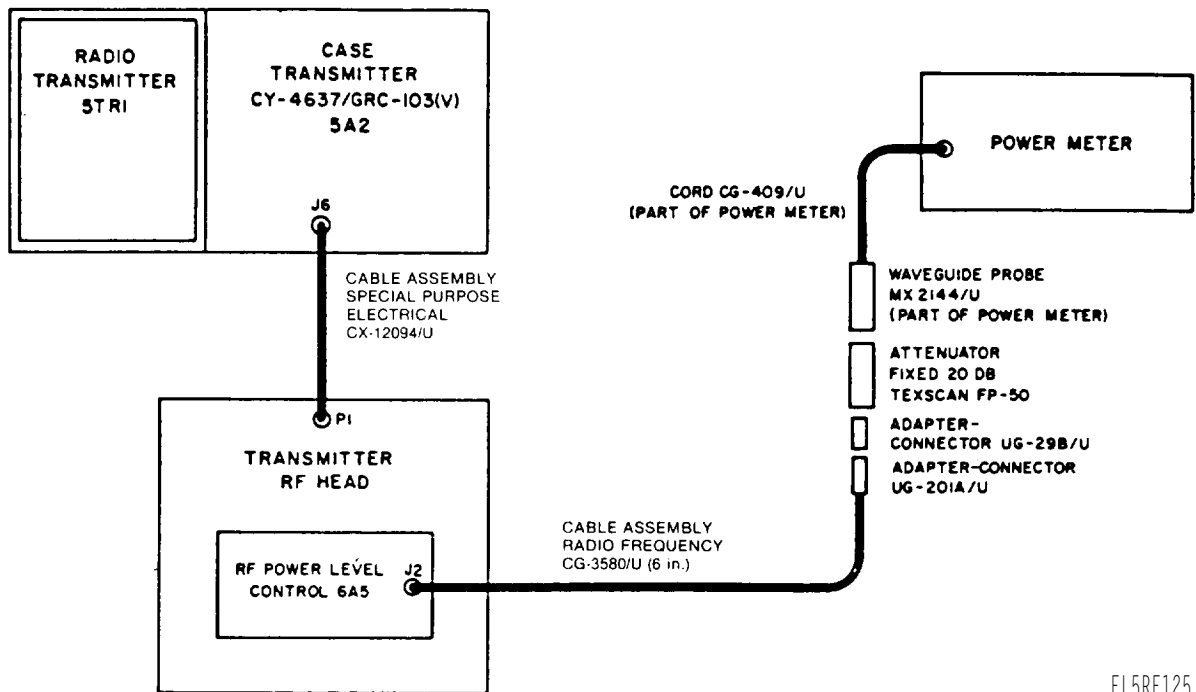 RADIO
TRANSMITTER
5TR1
CASE
TRANSMITTER
CY-4637/GRC-103(V)
5A2
J6
CABLE ASSEMBLY
SPECIAL PURPOSE
ELECTRICAL
CX-12094/U
P1
TRANSMITTER
RF HEAD
RF POWER LEVEL
CONTROL 6A5
J2
CABLE ASSEMBLY
RADIO FREQUENCY
CG-3580/U (6 in.)
POWER METER
CORD CG-409/U
(PART OF POWER METER)
WAVEGUIDE PROBE
MX 2144/U
(PART OF POWER METER)
ATTENUATOR
FIXED 20 DB
TEXSCAN FP-50
ADAPTER-
CONNECTOR UG-29B/U
ADAPTER-CONNECTOR
UG-201A/U
EL5RF125